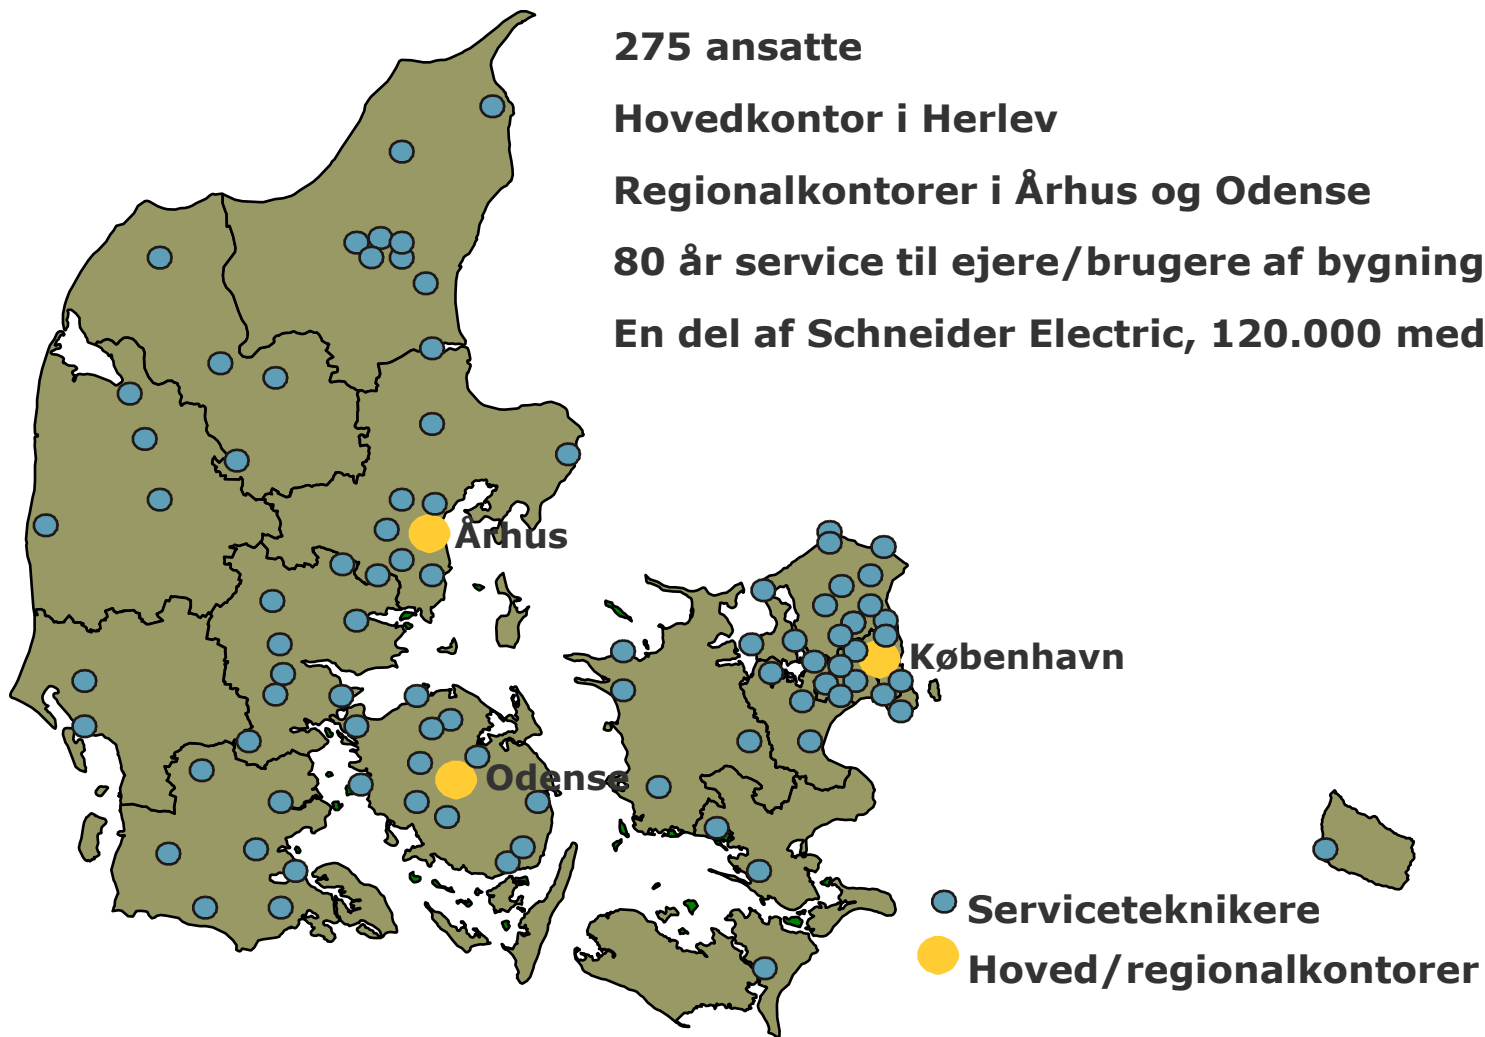 275 ansatte
Hovedkontor i Herlev
Regionalkontorer i Århus og Odense
80 år service til ejere/brugere af bygning
En del af Schneider Electric, 120.000 med
Århus
København
Odense
Serviceteknikere
Hoved/regionalkontorer